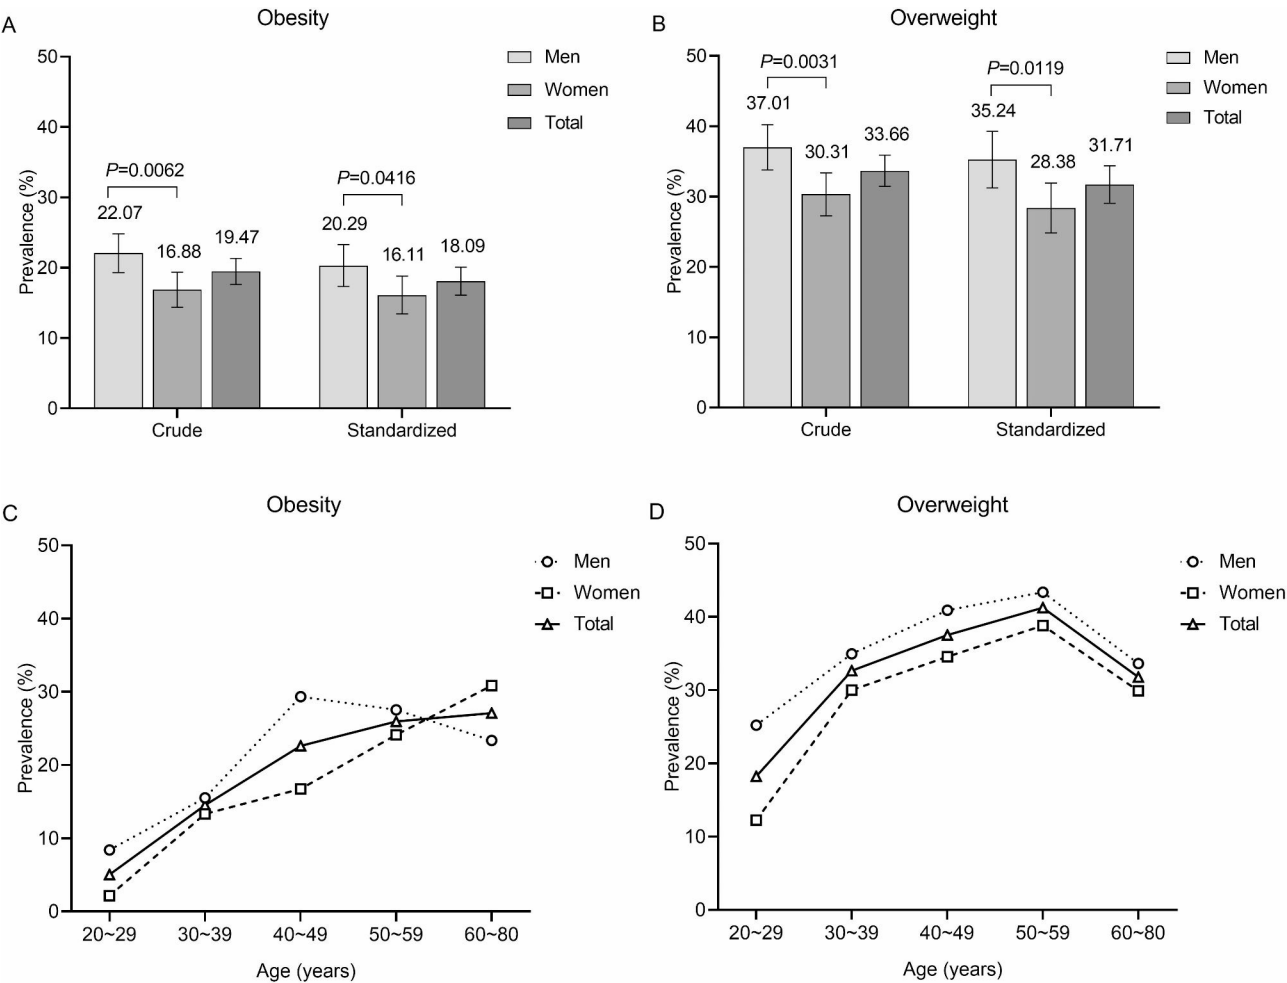 A
Obesity
50
40
30
20
10
0
Prevalence (%)
P=0.0062
22.07
16.88
19.47
P=0.0416
20.29
16.11
18.09
Crude
Standardized
Men
Women
Total
B
Overweight
50
40
30
20
10
0
Prevalence (%)
P=0.0031
37.01
30.31
33.66
P=0.0119
35.24
28.38
31.71
Crude
Standardized
Men
Women
Total
C
Obesity
50
40
30
20
10
0
Prevalence (%)
20~29
30~39
40~49
50~59
60~80
Age (years)
Men
Women
Total
D
Overweight
50
40
30
20
10
0
Prevalence (%)
20~29
30~39
40~49
50~59
60~80
Age (years)
Men
Women
Total